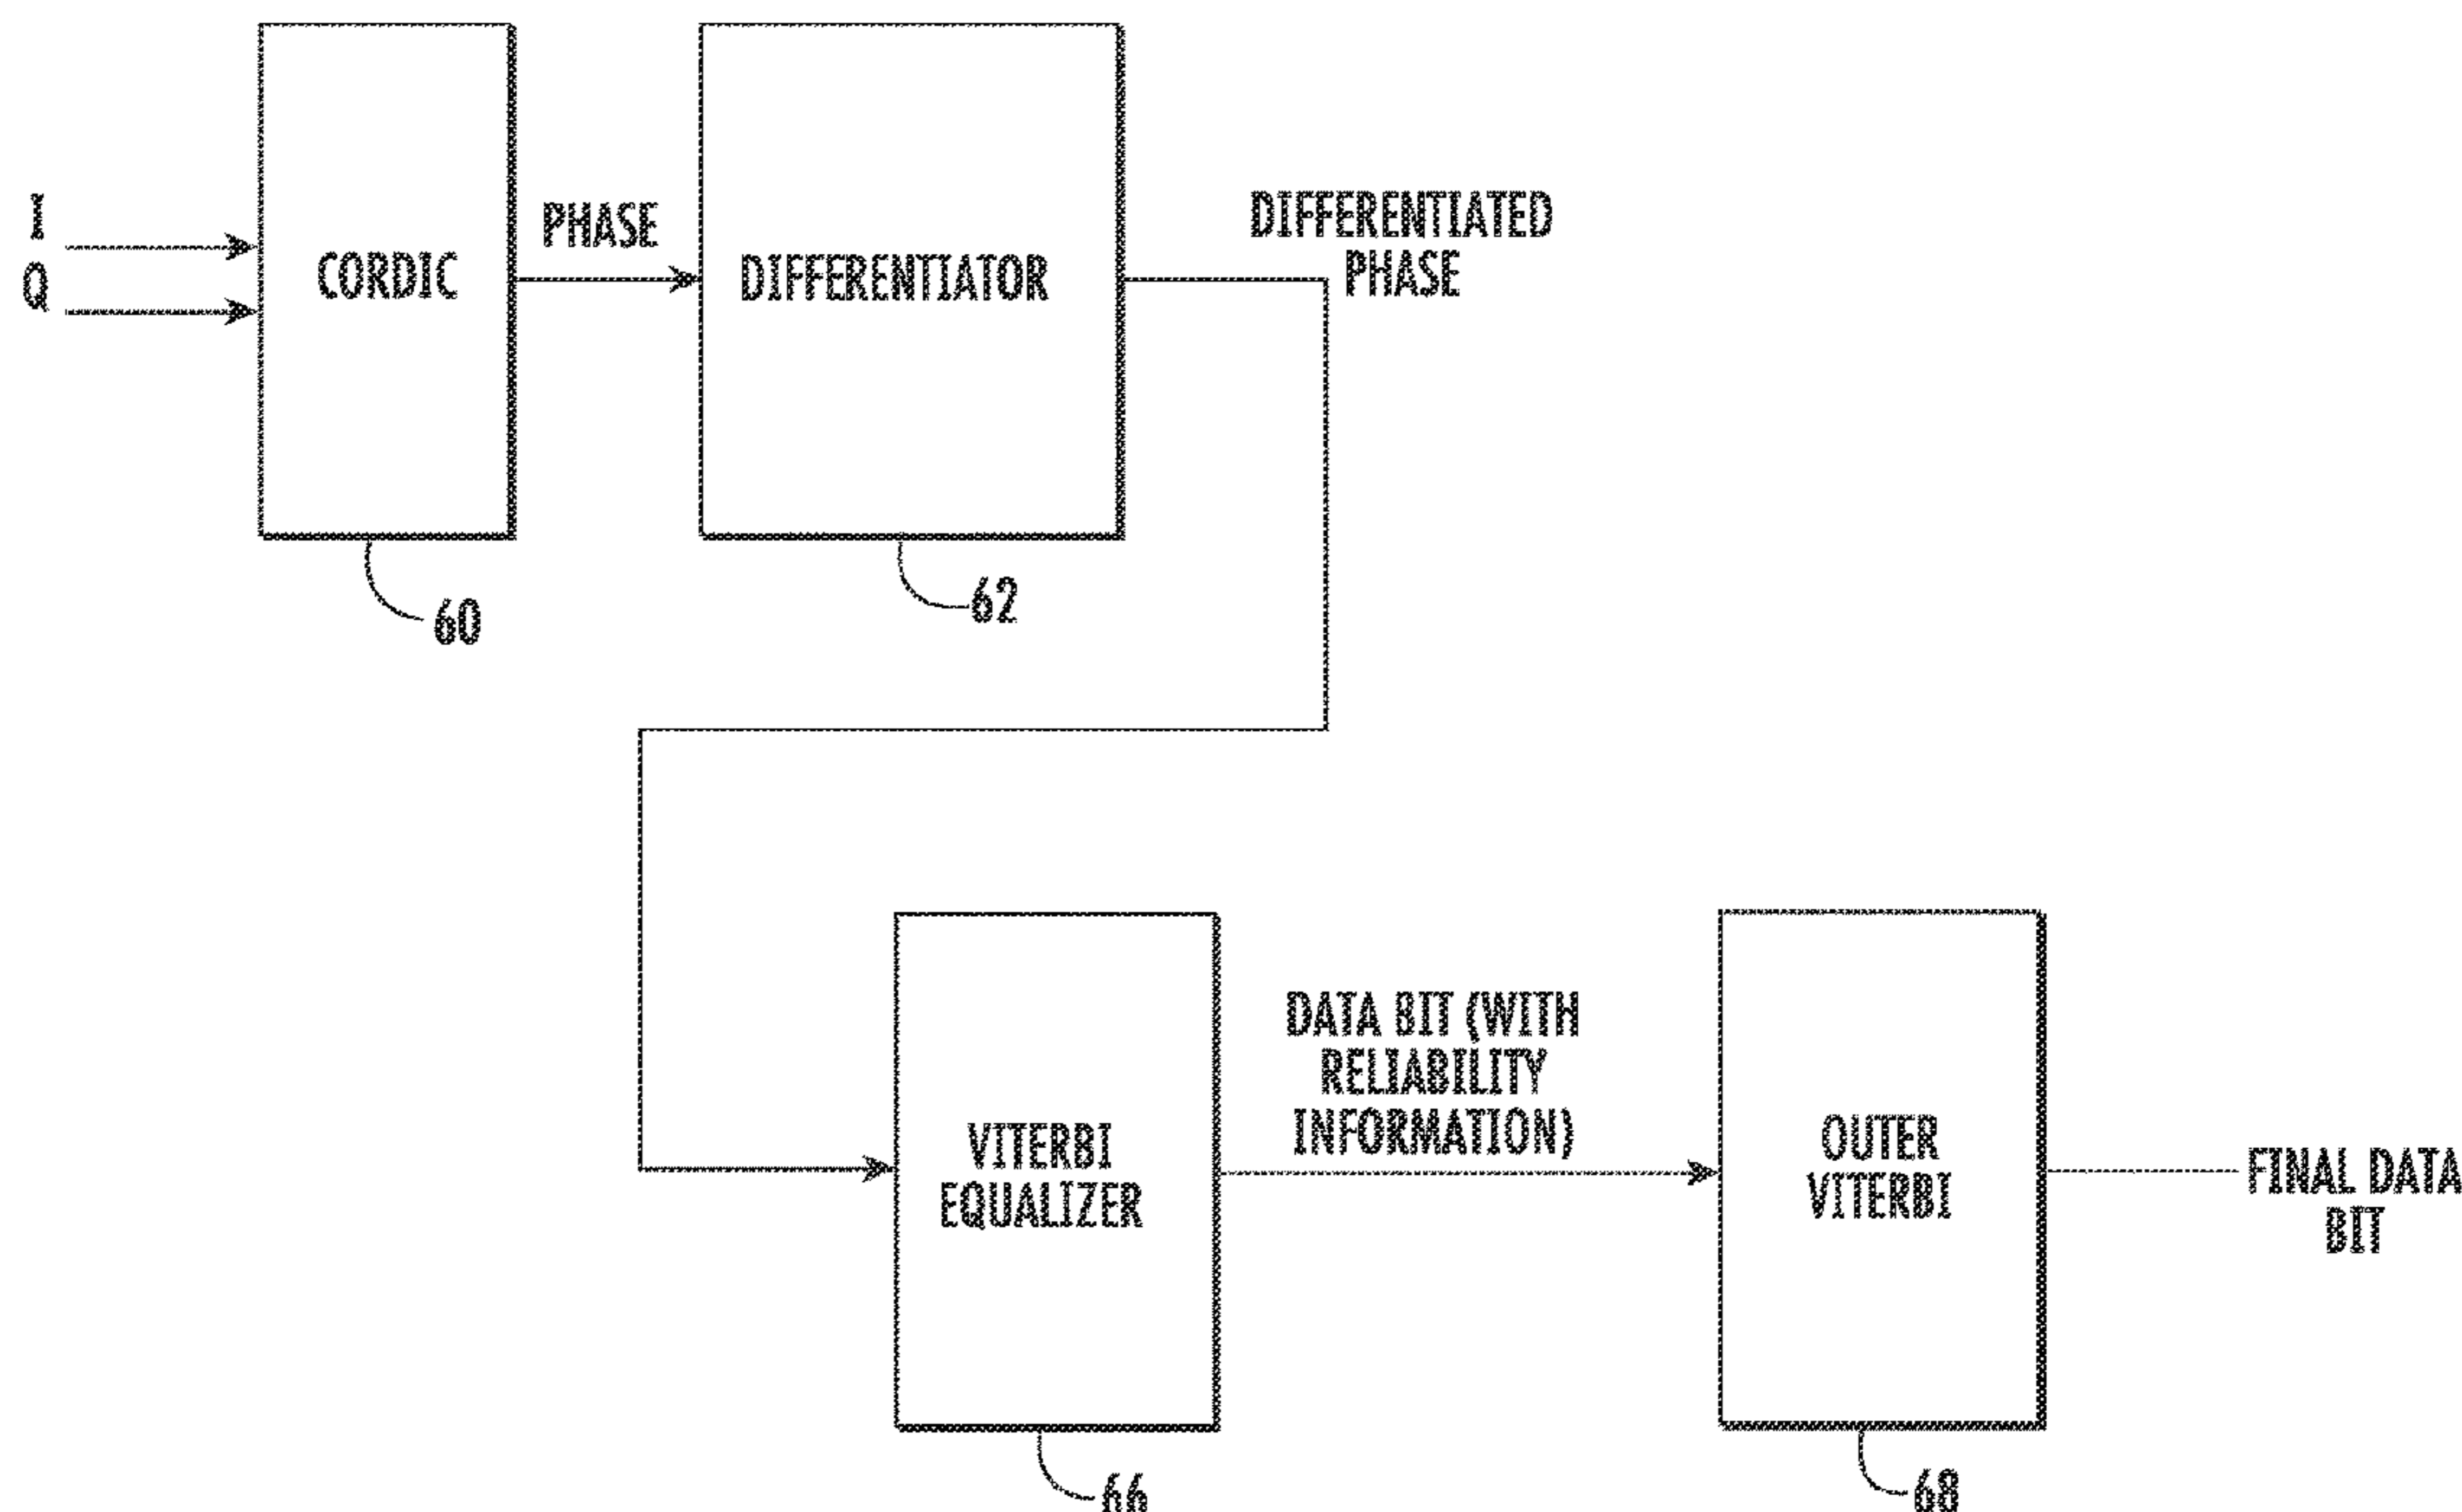 I
Q
CORDIC
PHASE
DIFFERENTIATOR
DIFFERENTIATED
PHASE
60
62
VITERBI
EQUALIZER
DATA BIT (WITH
RELIABILITY
INFORMATION)
OUTER
VITERBI
FINAL DATA
BIT
66
68